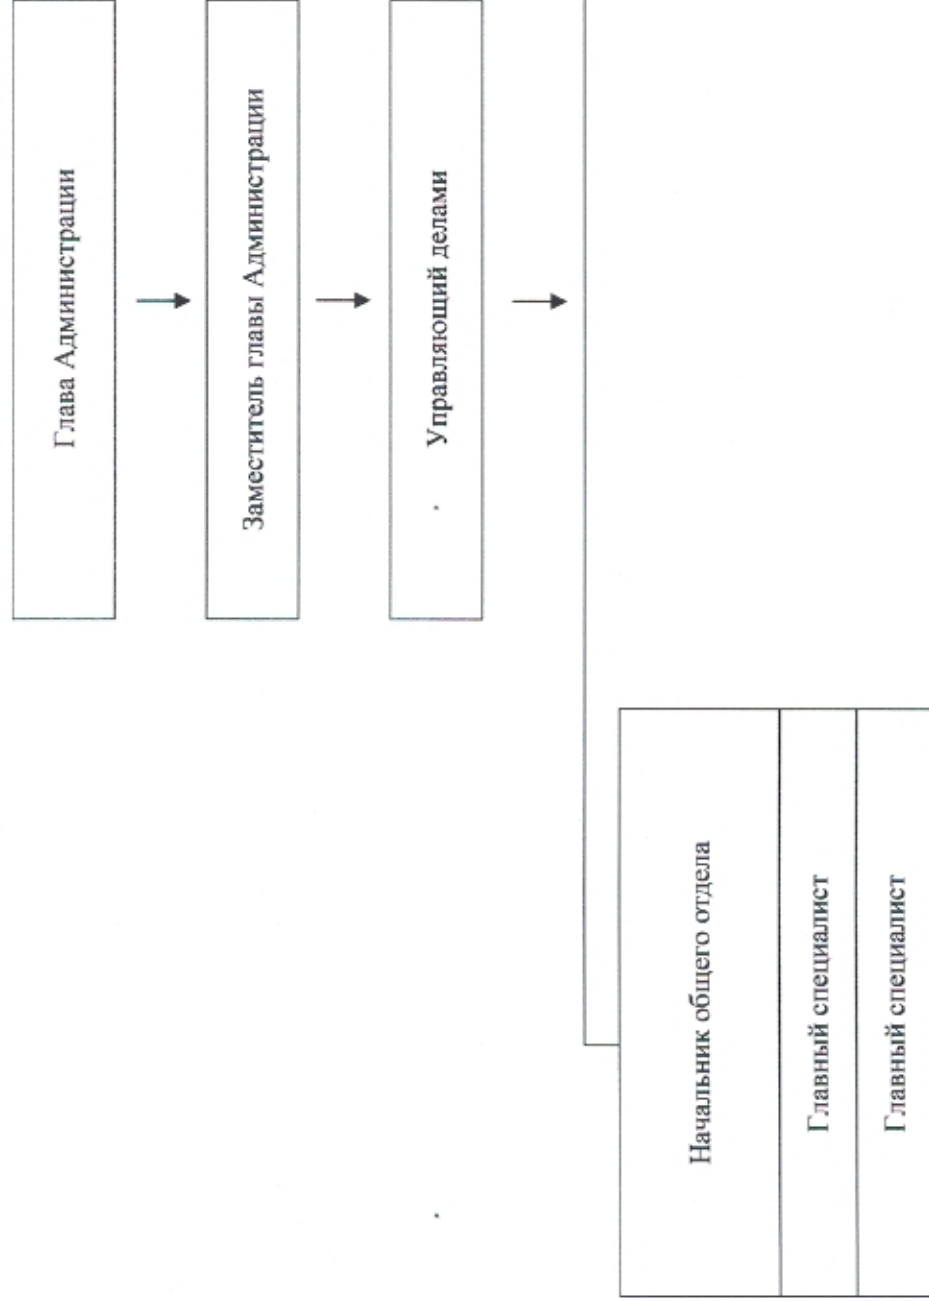 Глава Администрации
Заместитель главы Администрации
Управляющий делами
Начальник общего отдела
Главный специалист
Главный специалист